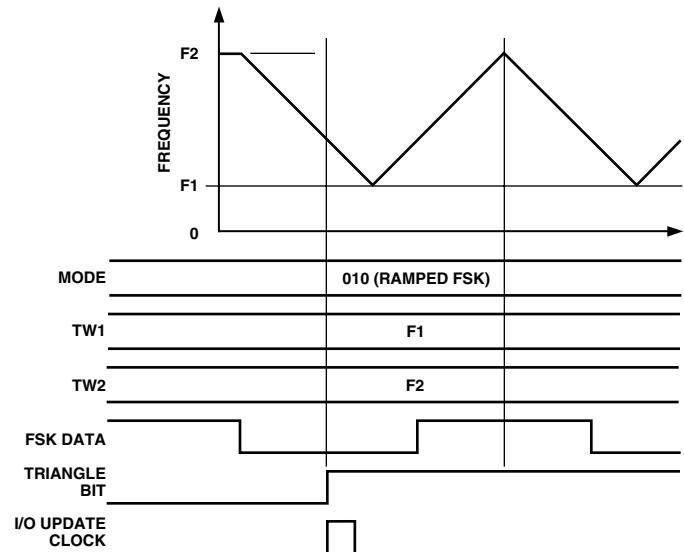 F2
FREQUENCY
F1
0
MODE
010 (RAMPED FSK)
TW1
F1
TW2
F2
FSK DATA
TRIANGLE
BIT
I/O UPDATE
CLOCK